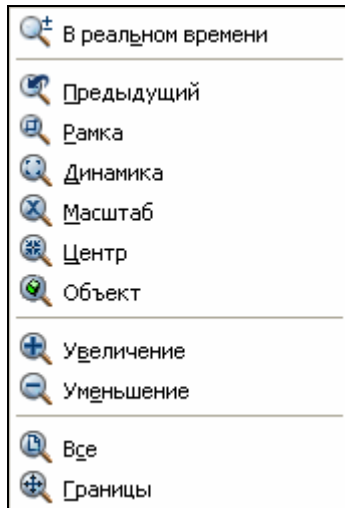 В реальном времени
Предыдущий
Рамка
Динамика
Масштаб
Центр
Объект
Увеличение
Уменьшение
Все
Границы